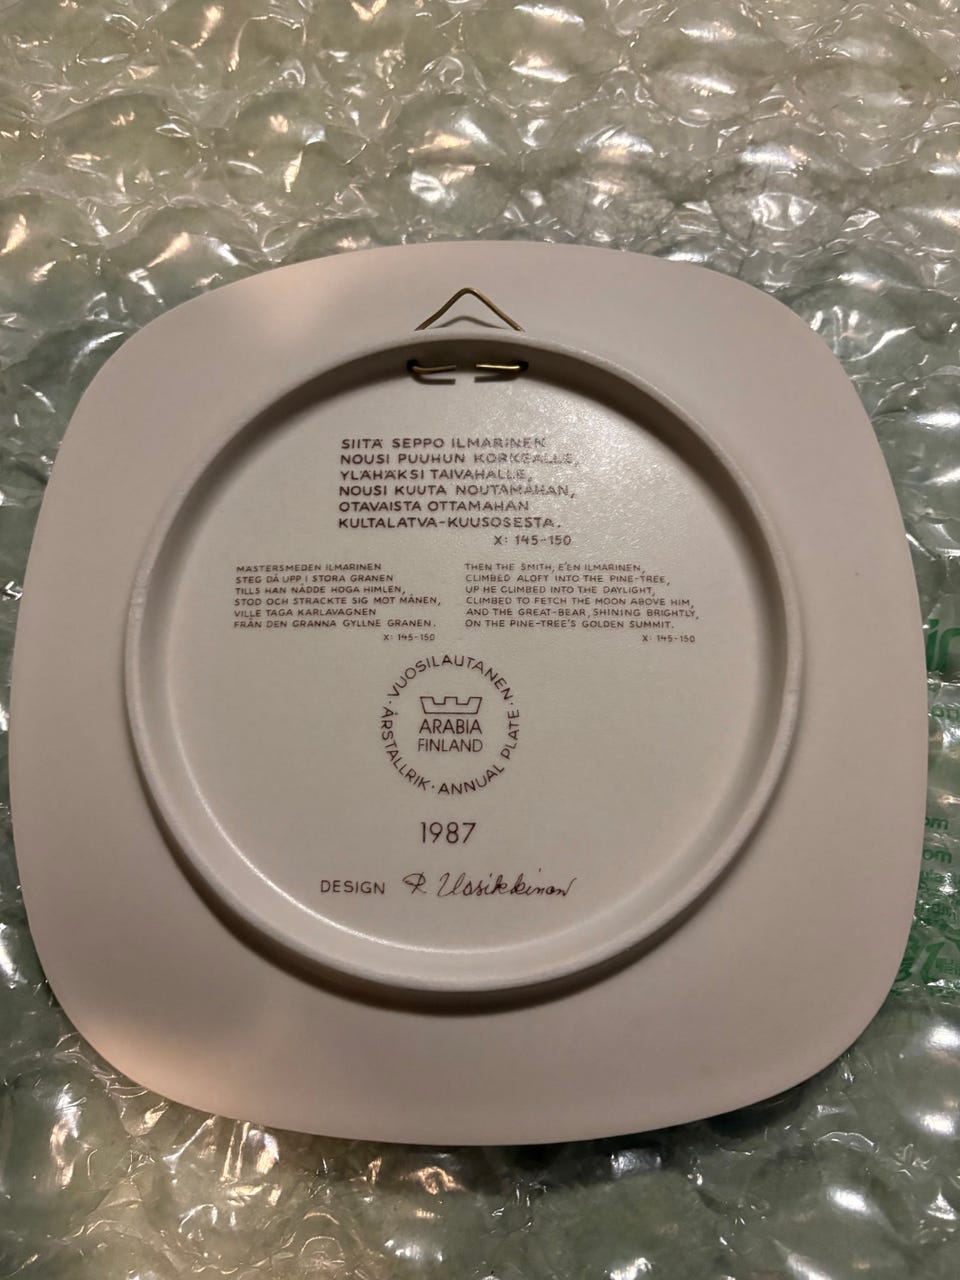 SIITÄ SEPPO ILMARINEN
NOUSI PUUHUN KORKEALLE,
YLÄHÄKSI TAIVAHALLE,
NOUSI KUUTA NOUTAMAHAN,
OTAVAISTA OTTAMAHAN
KULTALATVA-KUUSOSESTA.
X: 145-150
MÄSTERSMEDEN ILMARINEN
STEG DÅ UPP I STORA GRANEN
TILLS HAN NÅDDE HÖGA HIMLEN,
STOD OCH STRÄCKTE SIG MOT MÅNEN,
VILLE TAGA KARLAVAGNEN
FRÅN DEN GRANNA GYLLNE GRANEN.
X: 145-150
THEN THE SMITH, E'EN ILMARINEN,
CLIMBED ALOFT INTO THE PINE-TREE,
UP HE CLIMBED INTO THE DAYLIGHT,
CLIMBED TO FETCH THE MOON ABOVE HIM,
AND THE GREAT-BEAR, SHINING BRIGHTLY,
ON THE PINE-TREE'S GOLDEN SUMMIT.
X: 145-150
·VUOSILAUTANEN·
ÅRSTALLRIK · ANNUAL PLATE
ARABIA
FINLAND
1987
DESIGN R. Uosikkinen